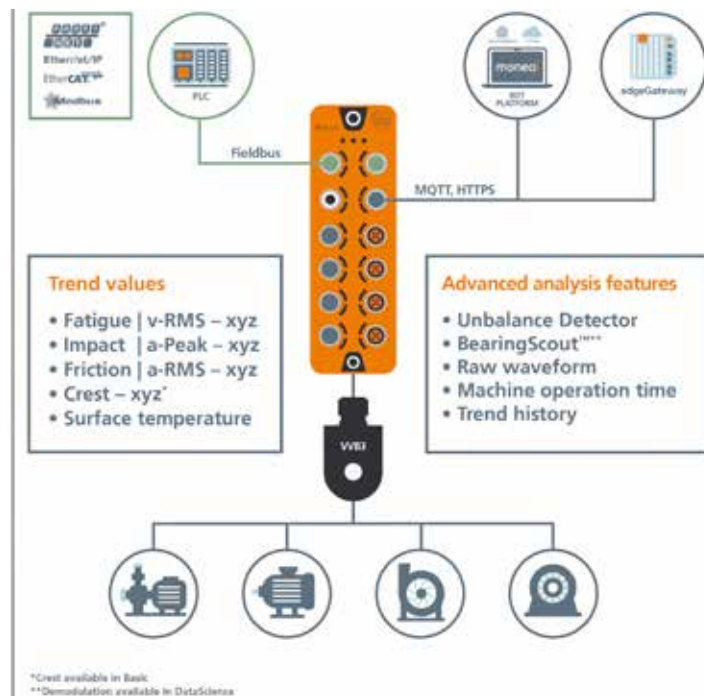 EtherNet/IP
EtherCAT
Modbus
PLC
moneo
IIOT
PLATFORM
edgeGateway
Fieldbus
MQTT, HTTPS
Trend values
• Fatigue | v-RMS – xyz
• Impact | a-Peak – xyz
• Friction | a-RMS – xyz
• Crest – xyz*
• Surface temperature
Advanced analysis features
• Unbalance Detector
• BearingScout™**
• Raw waveform
• Machine operation time
• Trend history
VVB3
*Crest available in Basic
**Demodulation available in DataScience